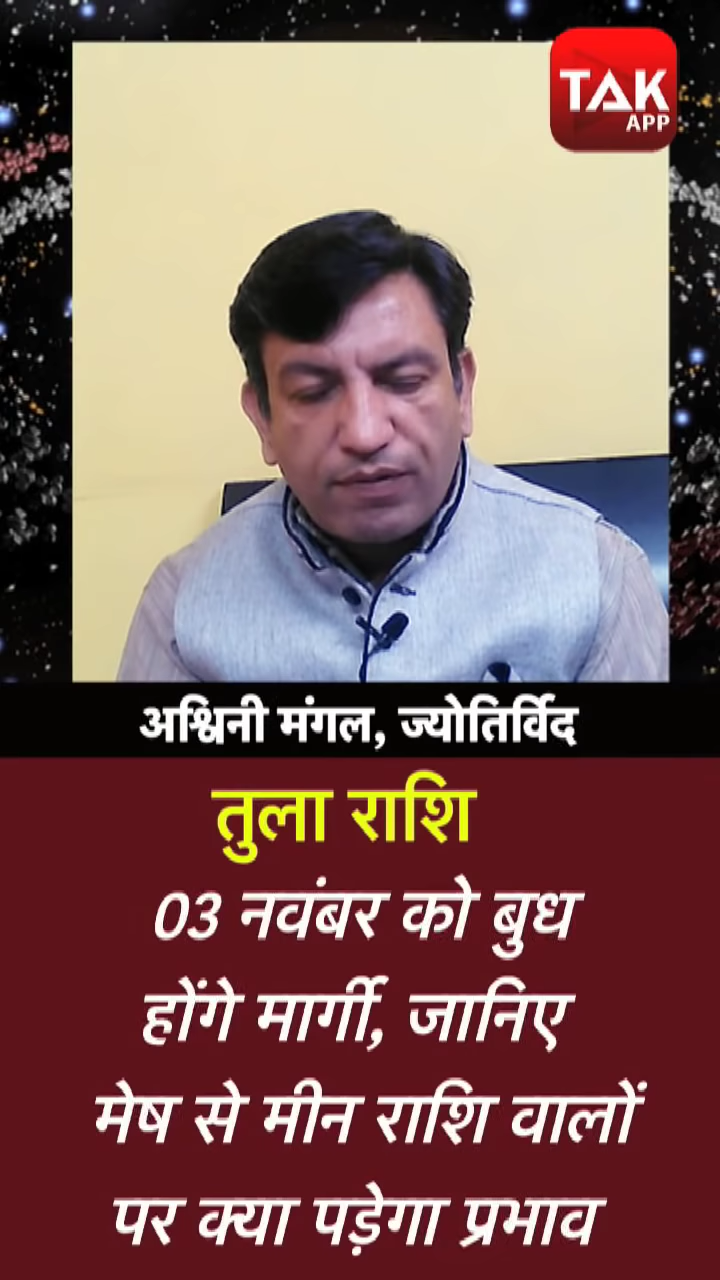 TAK
APP
अश्विनी मंगल, ज्योतिर्विद
तुला राशि
03 नवंबर को बुध
होंगे मार्गी, जानिए
मेष से मीन राशि वालों
पर क्या पड़ेगा प्रभाव